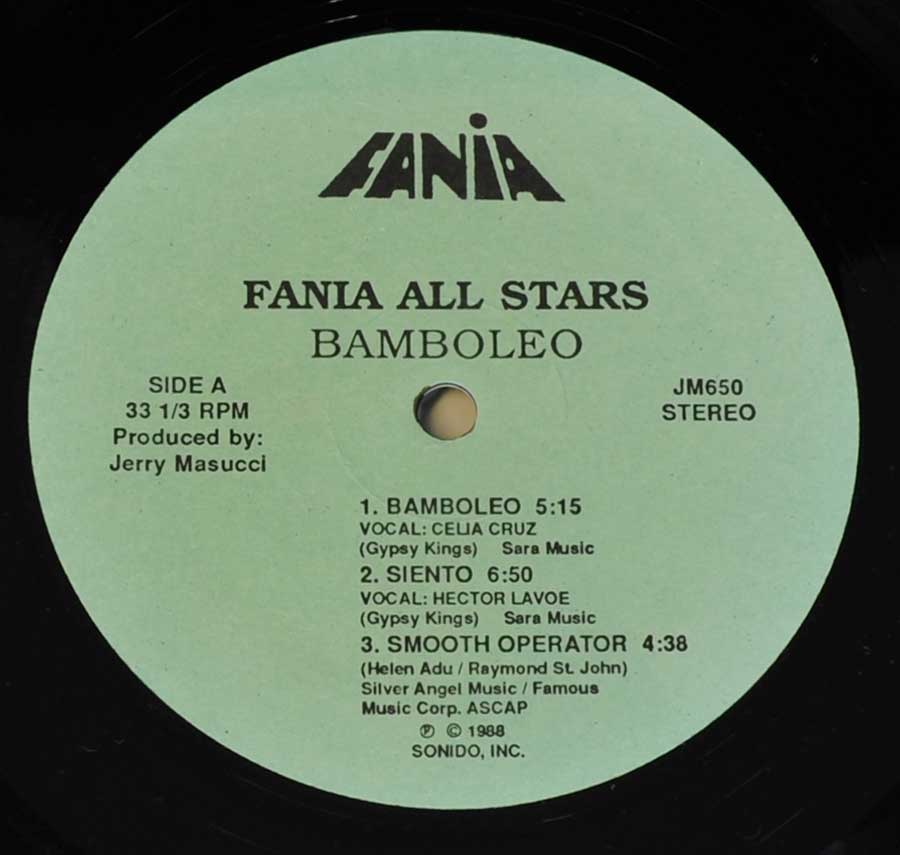 FANIA
FANIA ALL STARS
BAMBOLEO
SIDE A
33 1/3 RPM
Produced by:
Jerry Masucci
JM650
STEREO
1. BAMBOLEO 5:15
VOCAL: CELIA CRUZ
(Gypsy Kings) Sara Music
2. SIENTO 6:50
VOCAL: HECTOR LAVOE
(Gypsy Kings) Sara Music
3. SMOOTH OPERATOR 4:38
(Helen Adu / Raymond St. John)
Silver Angel Music / Famous
Music Corp. ASCAP
℗ © 1988
SONIDO, INC.